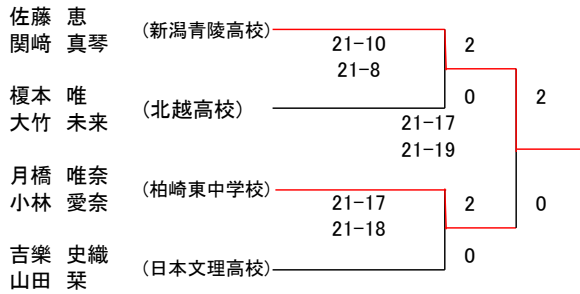 佐藤 恵
関﨑 真琴
(新潟青陵高校)
21-10
21-8
2
榎本 唯
大竹 未来
(北越高校)
0
21-17
21-19
2
月橋 唯奈
小林 愛奈
(柏崎東中学校)
21-17
21-18
2
0
吉樂 史織
山田 栞
(日本文理高校)
0